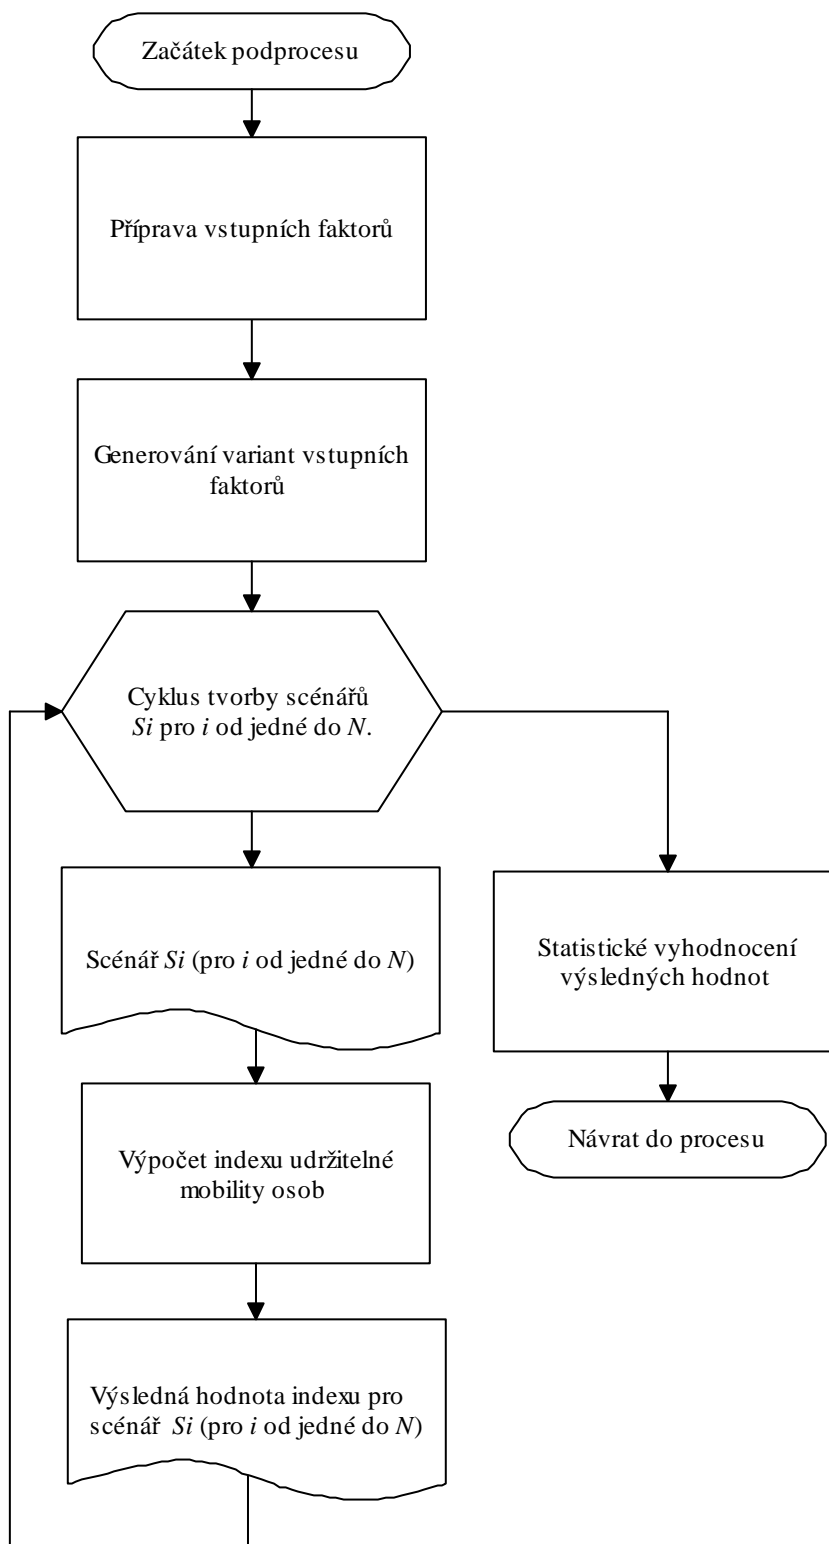 Začátek podprocesu
Příprava vstupních faktorů
Generování variant vstupních
faktorů
Cyklus tvorby scénářů
Si pro i od jedné do N.
Scénář Si (pro i od jedné do N)
Výpočet indexu udržitelné
mobility osob
Výsledná hodnota indexu pro
scénář Si (pro i od jedné do N)
Statistické vyhodnocení
výsledných hodnot
Návrat do procesu